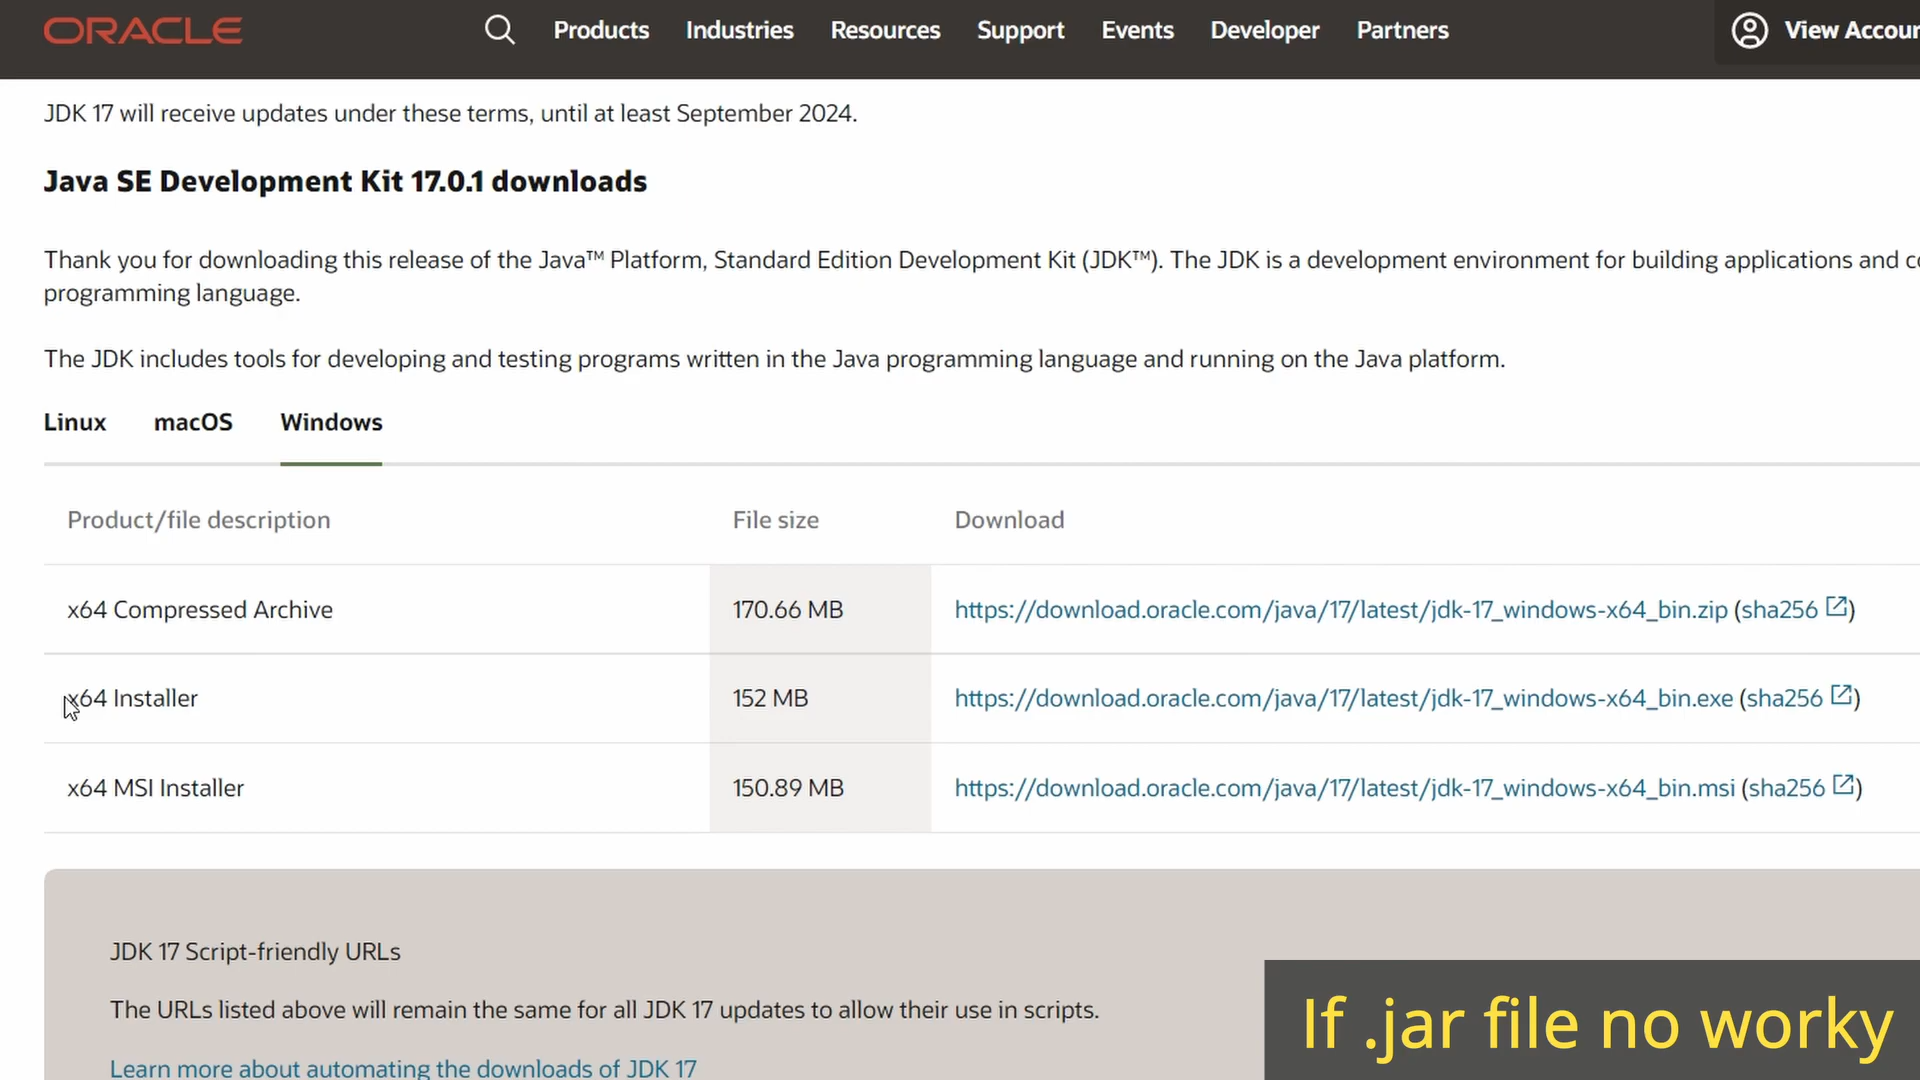 ORACLE
Products Industries Resources Support Events Developer Partners
View Accoun
JDK 17 will receive updates under these terms, until at least September 2024.
Java SE Development Kit 17.0.1 downloads
Thank you for downloading this release of the Java™ Platform, Standard Edition Development Kit (JDK™). The JDK is a development environment for building applications and co
programming language.
The JDK includes tools for developing and testing programs written in the Java programming language and running on the Java platform.
Linux macOS Windows
Product/file description File size Download
x64 Compressed Archive 170.66 MB https://download.oracle.com/java/17/latest/jdk-17_windows-x64_bin.zip (sha256)
x64 Installer 152 MB https://download.oracle.com/java/17/latest/jdk-17_windows-x64_bin.exe (sha256)
x64 MSI Installer 150.89 MB https://download.oracle.com/java/17/latest/jdk-17_windows-x64_bin.msi (sha256)
JDK 17 Script-friendly URLs
The URLs listed above will remain the same for all JDK 17 updates to allow their use in scripts.
Learn more about automating the downloads of JDK 17
If .jar file no worky